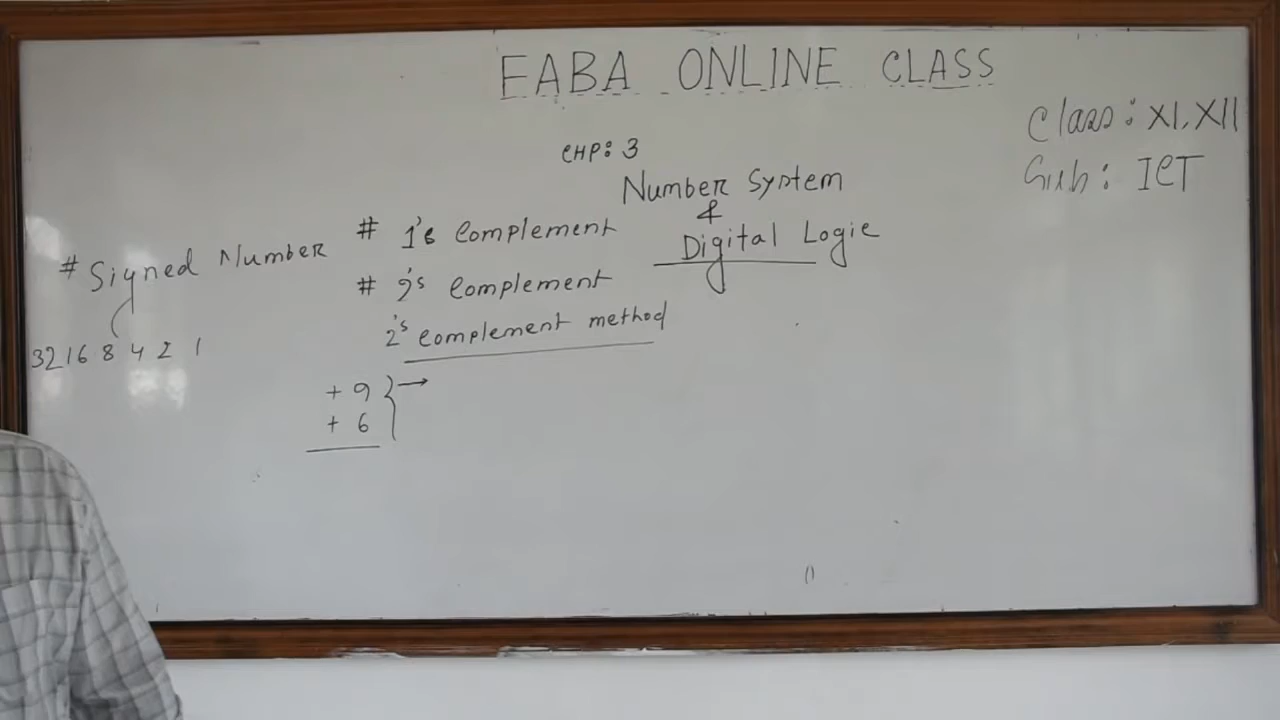 EABA ONLINE CLASS
Class: XI, XII
Sub: ICT
CHP: 3
Number System
&
Digital Logic
# Signed Number
# 1's Complement
# 2's Complement
2's Complement method
32 16 8 4 2 1
+ 9
+ 6